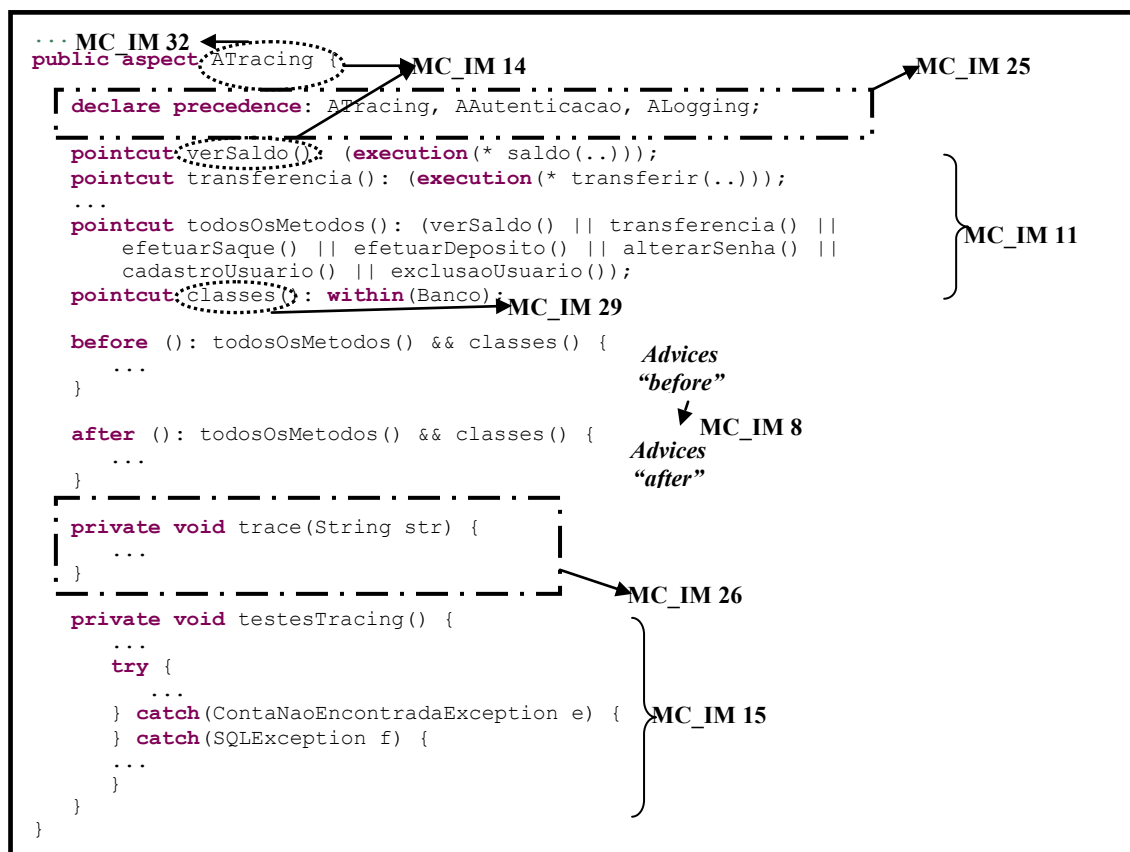 ... MC_IM 32
public aspect ATracing { MC_IM 14 MC_IM 25
declare precedence: ATracing, AAutenticacao, ALogging;
pointcut verSaldo(): (execution(* saldo(..)));
pointcut transferencia(): (execution(* transferir(..)));
...
pointcut todosOsMetodos(): (verSaldo() || transferencia() ||
efetuarSaque() || efetuarDeposito() || alterarSenha() || MC_IM 11
cadastroUsuario() || exclusaoUsuario());
pointcut classes(): within(Banco);
MC_IM 29
before (): todosOsMetodos() && classes() {
... Advices
} “before”
after (): todosOsMetodos() && classes() { MC_IM 8
... Advices
} “after”
private void trace(String str) {
...
}
MC_IM 26
private void testesTracing() {
...
try {
...
} catch(ContaNaoEncontradaException e) { MC_IM 15
} catch(SQLException f) {
...
}
}
}